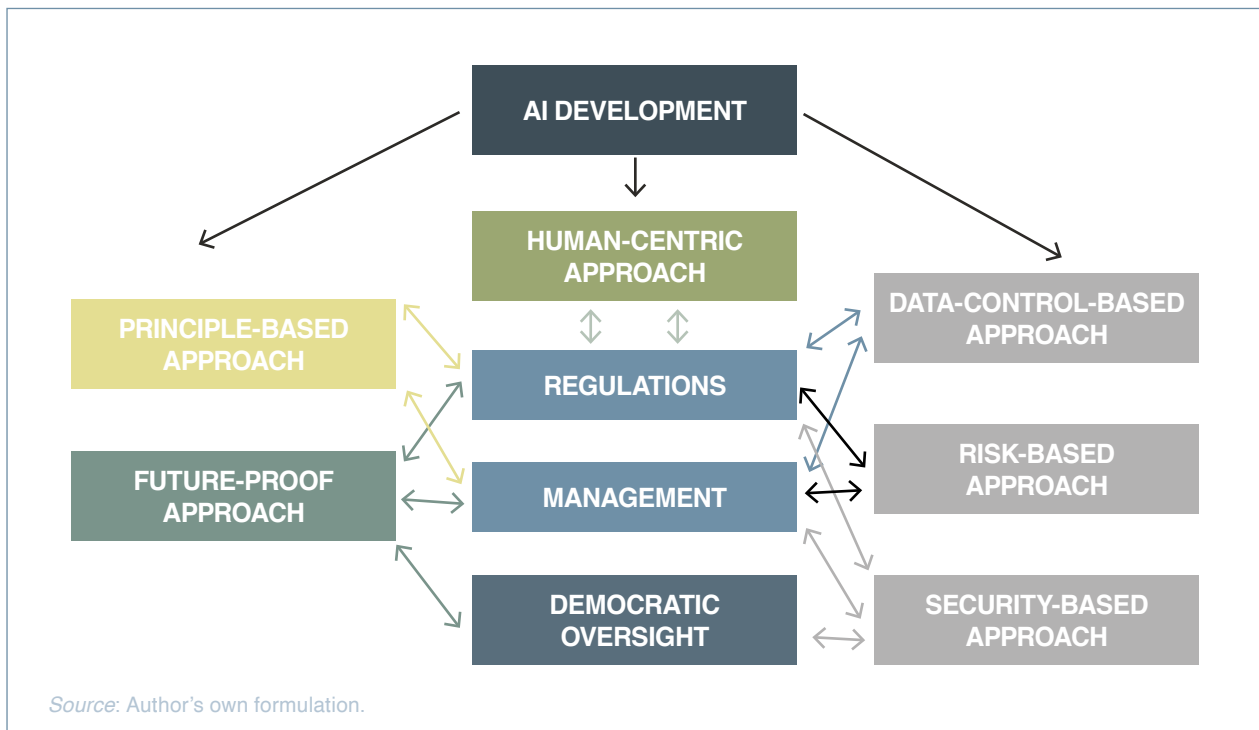 AI DEVELOPMENT
HUMAN-CENTRIC
APPROACH
PRINCIPLE-BASED
APPROACH
DATA-CONTROL-BASED
APPROACH
REGULATIONS
FUTURE-PROOF
APPROACH
MANAGEMENT
RISK-BASED
APPROACH
DEMOCRATIC
OVERSIGHT
SECURITY-BASED
APPROACH
Source: Author's own formulation.